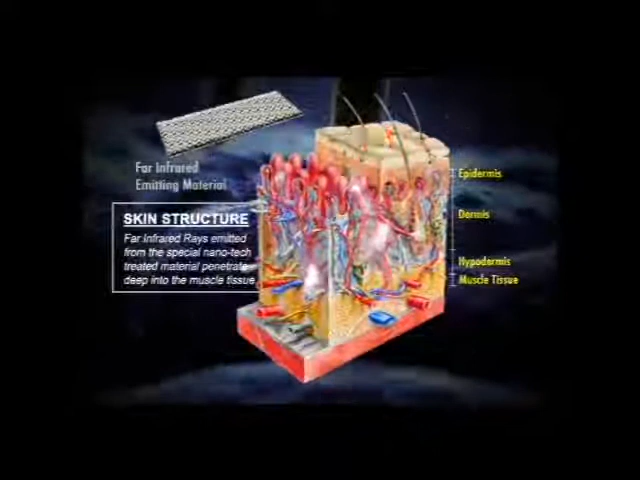 Far Infrared
Emitting Material
SKIN STRUCTURE
Far Infrared Rays emitted
from the special nano-tech
treated material penetrate
deep into the muscle tissue
Epidermis
Dermis
Hypodermis
Muscle Tissue